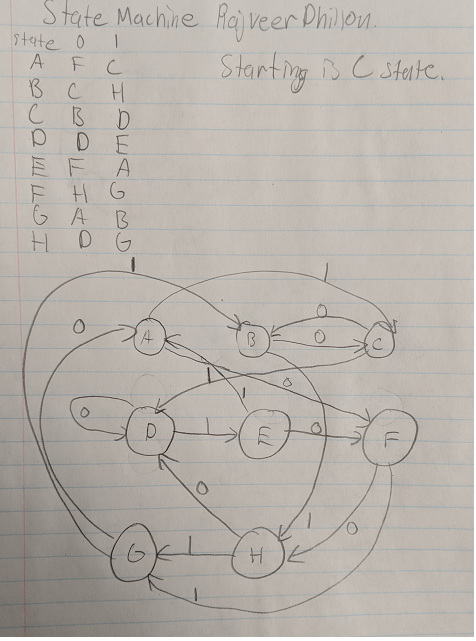 State Machine Rajveer Dhillon.
State 0 1
Starting is C state.
A F C
B C H
C B D
D D E
E F A
F H G
G A B
H D G
1
1
0
0
A
B
0
C
1
0
1
0
D
1
E
0
F
0
1
0
G
1
H
1